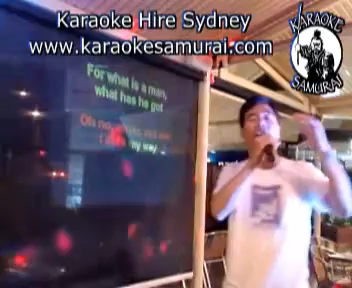 Karaoke Hire Sydney
www.karaokesamurai.com
KARAOKE
SAMURAI
For what is a man,
what has he got
my way